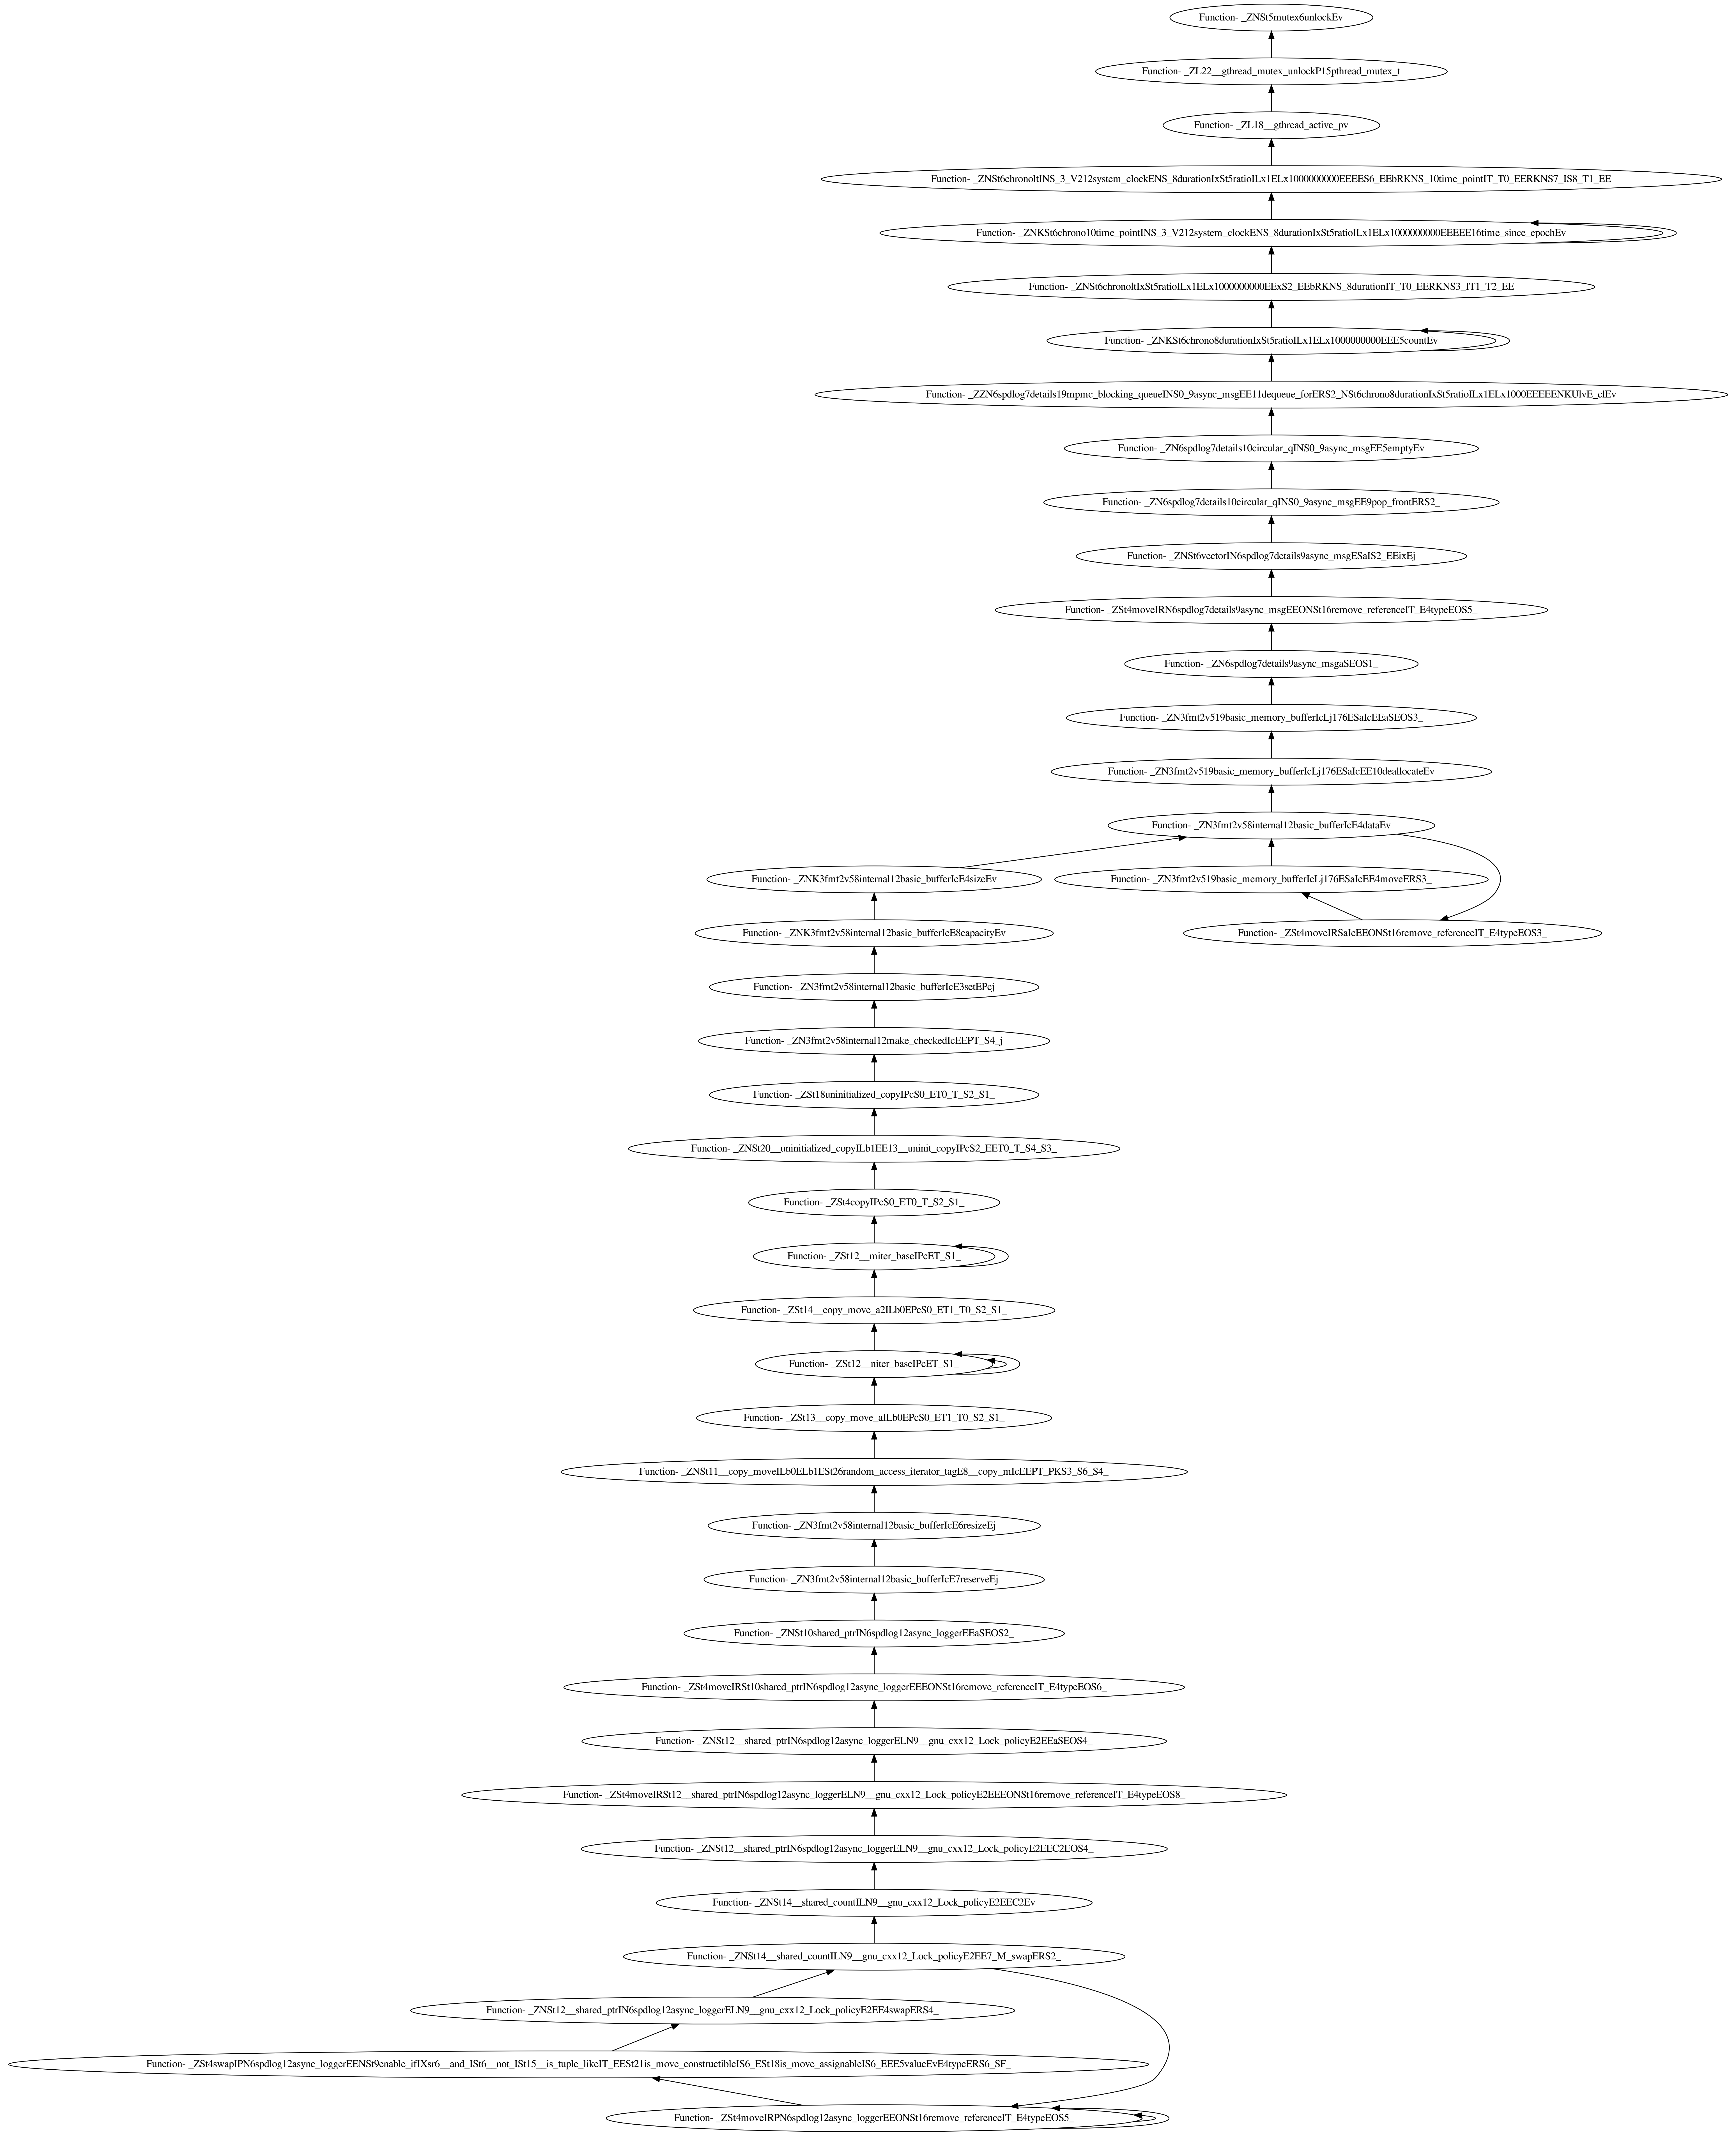 Function- _ZNSt5mutex6unlockEv
Function- _ZL22__gthread_mutex_unlockP15pthread_mutex_t
Function- _ZL18__gthread_active_pv
Function- _ZNSt6chronoltINS_3_V212system_clockENS_8durationIxSt5ratioILx1ELx1000000000EEEES6_EEbRKNS_10time_pointIT_T0_EERKNS7_IS8_T1_EE
Function- _ZNKSt6chrono10time_pointINS_3_V212system_clockENS_8durationIxSt5ratioILx1ELx1000000000EEEEE16time_since_epochEv
Function- _ZNSt6chronoltIxSt5ratioILx1ELx1000000000EExS2_EEbRKNS_8durationIT_T0_EERKNS3_IT1_T2_EE
Function- _ZNKSt6chrono8durationIxSt5ratioILx1ELx1000000000EEE5countEv
Function- _ZZN6spdlog7details19mpmc_blocking_queueINS0_9async_msgEE11dequeue_forERS2_NSt6chrono8durationIxSt5ratioILx1ELx1000EEEEENKUlvE_clEv
Function- _ZN6spdlog7details10circular_qINS0_9async_msgEE5emptyEv
Function- _ZN6spdlog7details10circular_qINS0_9async_msgEE9pop_frontERS2_
Function- _ZNSt6vectorIN6spdlog7details9async_msgESaIS2_EEixEj
Function- _ZSt4moveIRN6spdlog7details9async_msgEEONSt16remove_referenceIT_E4typeEOS5_
Function- _ZN6spdlog7details9async_msgaSEOS1_
Function- _ZN3fmt2v519basic_memory_bufferIcLj176ESaIcEEaSEOS3_
Function- _ZN3fmt2v519basic_memory_bufferIcLj176ESaIcEE10deallocateEv
Function- _ZN3fmt2v58internal12basic_bufferIcE4dataEv
Function- _ZNK3fmt2v58internal12basic_bufferIcE4sizeEv
Function- _ZN3fmt2v519basic_memory_bufferIcLj176ESaIcEE4moveERS3_
Function- _ZNK3fmt2v58internal12basic_bufferIcE8capacityEv
Function- _ZSt4moveIRSaIcEEONSt16remove_referenceIT_E4typeEOS3_
Function- _ZN3fmt2v58internal12basic_bufferIcE3setEPcj
Function- _ZN3fmt2v58internal12make_checkedIcEEPT_S4_j
Function- _ZSt18uninitialized_copyIPcS0_ET0_T_S2_S1_
Function- _ZNSt20__uninitialized_copyILb1EE13__uninit_copyIPcS2_EET0_T_S4_S3_
Function- _ZSt4copyIPcS0_ET0_T_S2_S1_
Function- _ZSt12__miter_baseIPcET_S1_
Function- _ZSt14__copy_move_a2ILb0EPcS0_ET1_T0_S2_S1_
Function- _ZSt12__niter_baseIPcET_S1_
Function- _ZSt13__copy_move_aILb0EPcS0_ET1_T0_S2_S1_
Function- _ZNSt11__copy_moveILb0ELb1ESt26random_access_iterator_tagE8__copy_mIcEEPT_PKS3_S6_S4_
Function- _ZN3fmt2v58internal12basic_bufferIcE6resizeEj
Function- _ZN3fmt2v58internal12basic_bufferIcE7reserveEj
Function- _ZNSt10shared_ptrIN6spdlog12async_loggerEEaSEOS2_
Function- _ZSt4moveIRSt10shared_ptrIN6spdlog12async_loggerEEEONSt16remove_referenceIT_E4typeEOS6_
Function- _ZNSt12__shared_ptrIN6spdlog12async_loggerELN9__gnu_cxx12_Lock_policyE2EEaSEOS4_
Function- _ZSt4moveIRSt12__shared_ptrIN6spdlog12async_loggerELN9__gnu_cxx12_Lock_policyE2EEEONSt16remove_referenceIT_E4typeEOS8_
Function- _ZNSt12__shared_ptrIN6spdlog12async_loggerELN9__gnu_cxx12_Lock_policyE2EEC2EOS4_
Function- _ZNSt14__shared_countILN9__gnu_cxx12_Lock_policyE2EEC2Ev
Function- _ZNSt14__shared_countILN9__gnu_cxx12_Lock_policyE2EE7_M_swapERS2_
Function- _ZNSt12__shared_ptrIN6spdlog12async_loggerELN9__gnu_cxx12_Lock_policyE2EE4swapERS4_
Function- _ZSt4swapIPN6spdlog12async_loggerEENSt9enable_ifIXsr6__and_ISt6__not_ISt15__is_tuple_likeIT_EESt21is_move_constructibleIS6_ESt18is_move_assignableIS6_EEE5valueEvE4typeERS6_SF_
Function- _ZSt4moveIRPN6spdlog12async_loggerEEONSt16remove_referenceIT_E4typeEOS5_